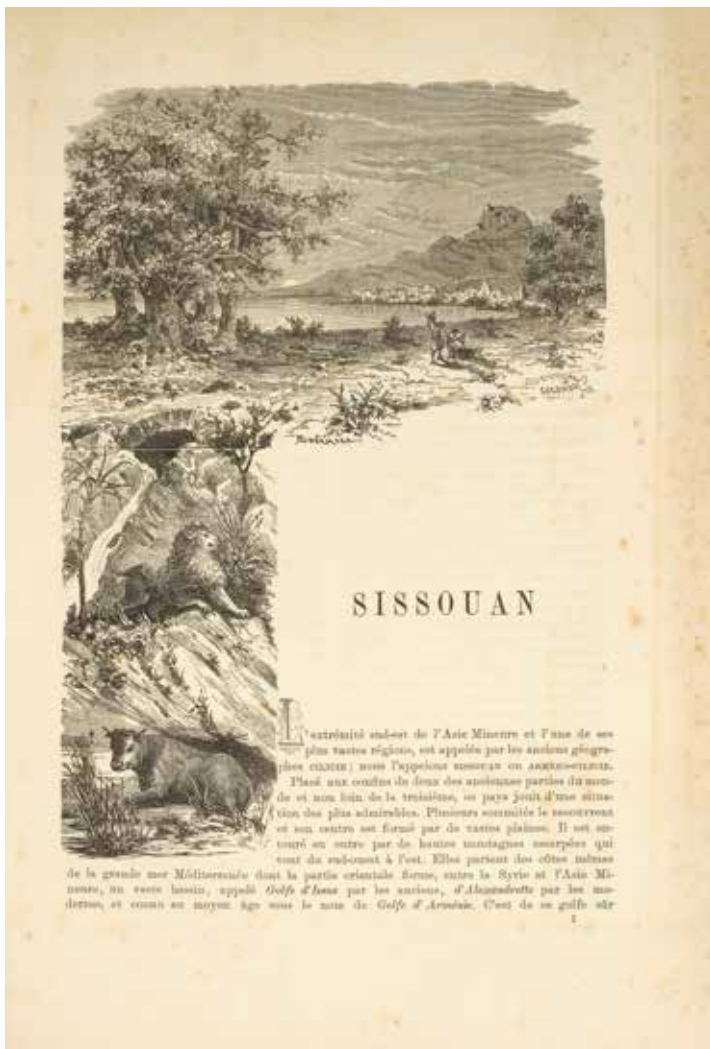 SISSOUAN
L'extrémité sud-est de l'Asie Mineure et l'une de ses
plus vastes régions, est appelée par les anciens géogra-
phes CILICIE; nous l'appelons SISSOUAN OU ARMÉNO-CILICIE.
Placé aux confins de deux des anciennes parties du mon-
de et non loin de la troisième, ce pays jouit d'une situa-
tion des plus admirables. Plusieurs sommités le recouvrent
et son centre est formé par de vastes plaines. Il est en-
touré en outre par de hautes montagnes escarpées qui
vont du sud-ouest à l'est. Elles partent des côtes mêmes
de la grande mer Méditerranée dont la partie orientale forme, entre la Syrie et l'Asie Mi-
neure, un vaste bassin, appelé Golfe d'Issus par les anciens, d'Alexandrette par les mo-
dernes, et connu au moyen âge sous le nom de Golfe d'Arménie. C'est de ce golfe sûr
1